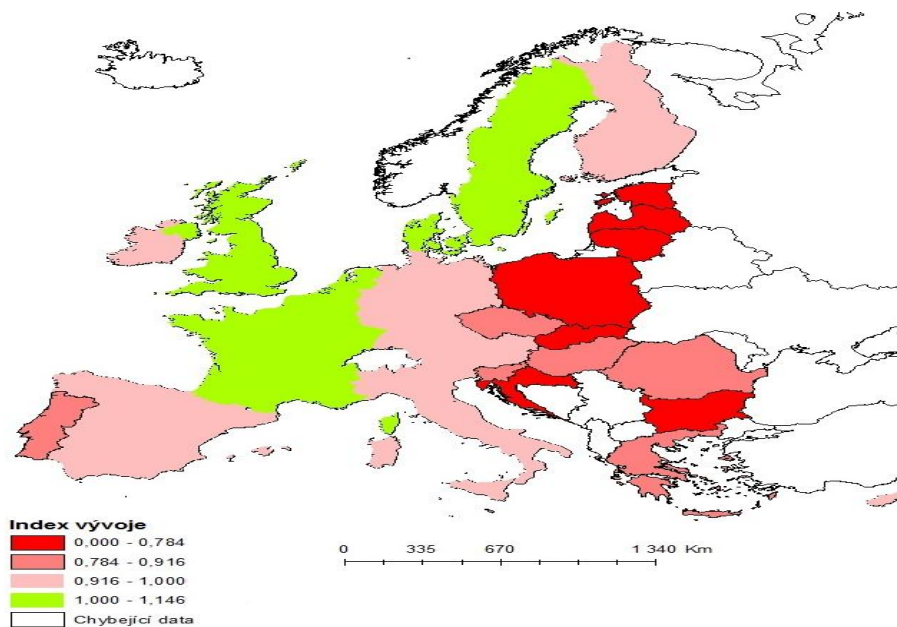 Index vývoje
0,000 - 0,784
0,784 - 0,916
0,916 - 1,000
1,000 - 1,146
Chybející data
0 335 670 1 340 Km